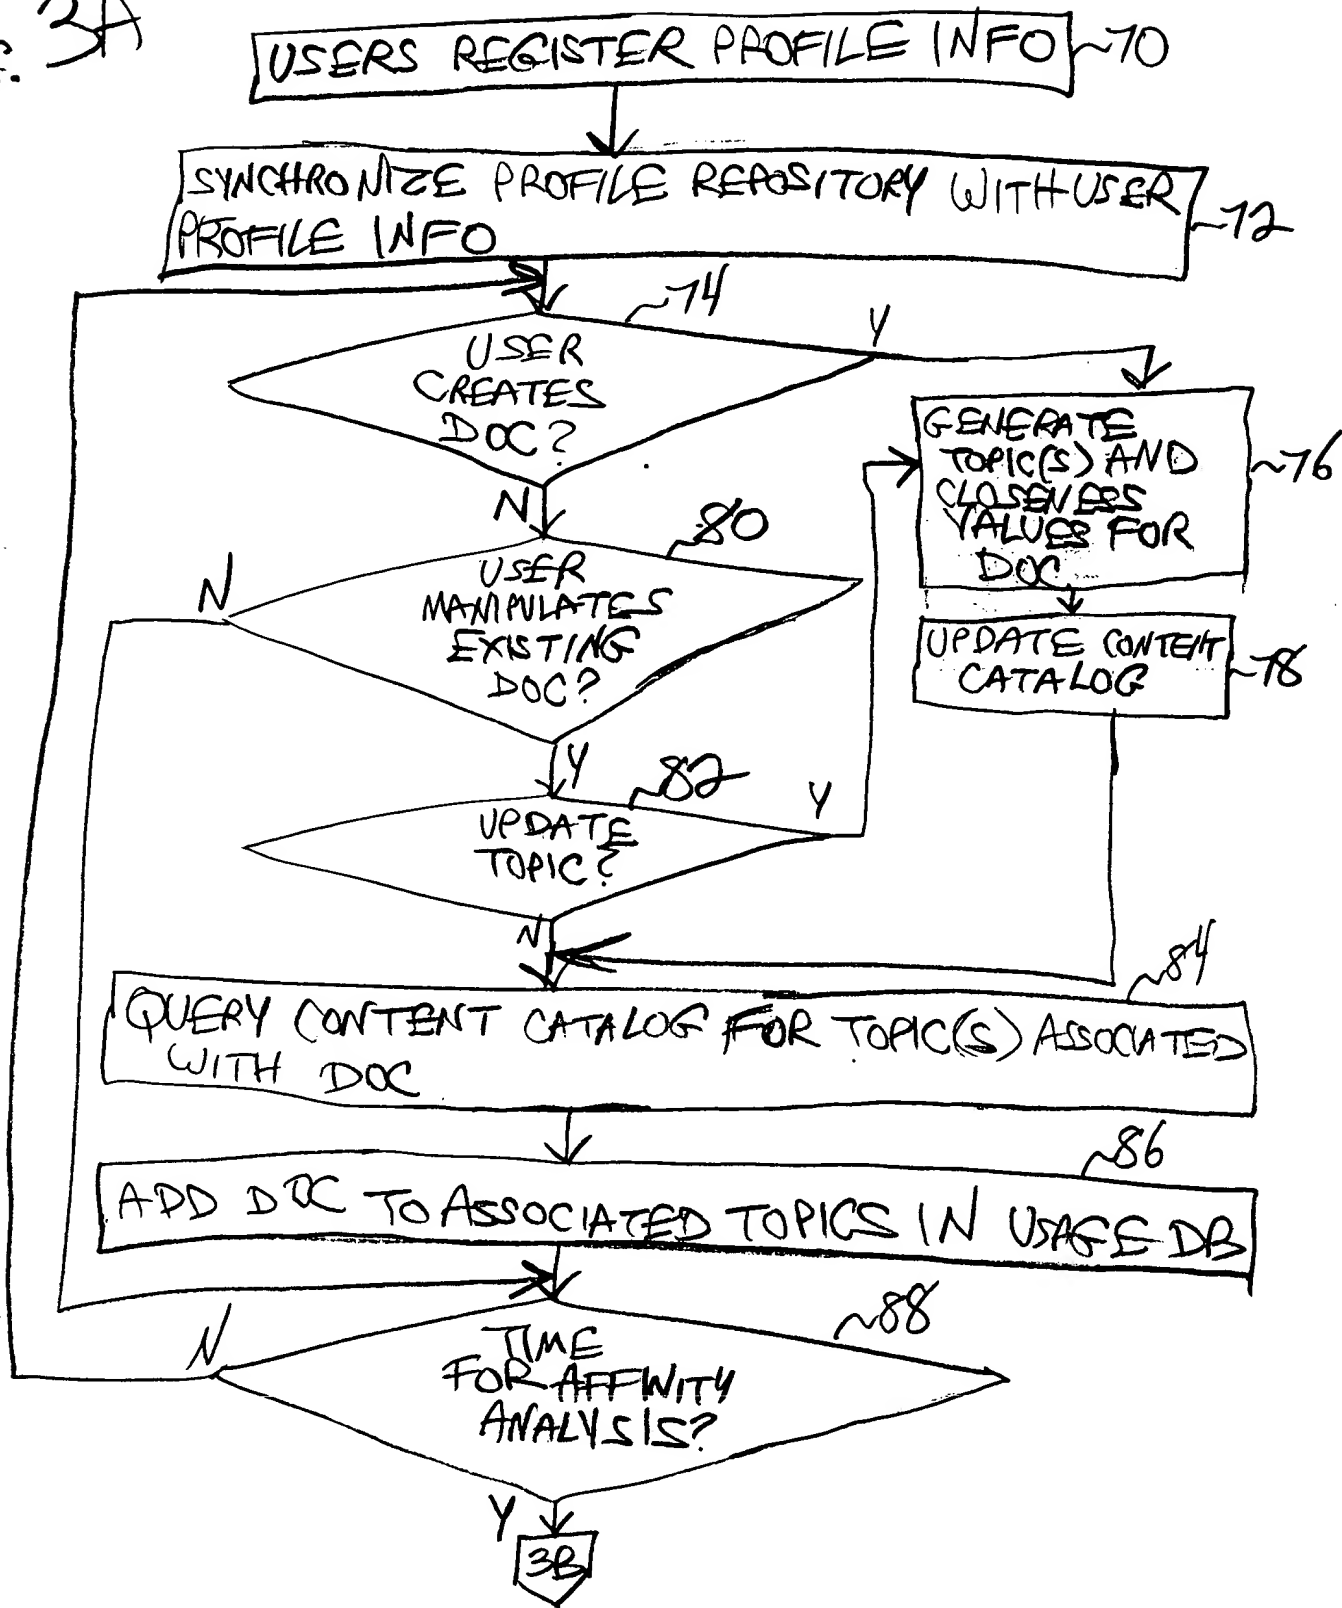 3A
USERS REGISTER PROFILE INFO
70
SYNCHRONIZE PROFILE REPOSITORY WITH USER
PROFILE INFO
72
74
USER
CREATES
DOC?
Y
N
GENERATE
TOPIC(S) AND
CLOSENESS
VALUES FOR
DOC
76
UPDATE CONTENT
CATALOG
78
80
USER
MANIPULATES
EXISTING
DOC?
N
Y
82
UPDATE
TOPIC?
Y
N
84
QUERY CONTENT CATALOG FOR TOPIC(S) ASSOCIATED
WITH DOC
86
ADD DOC TO ASSOCIATED TOPICS IN USAGE DB
88
TIME
FOR AFFINITY
ANALYSIS?
N
Y
3B